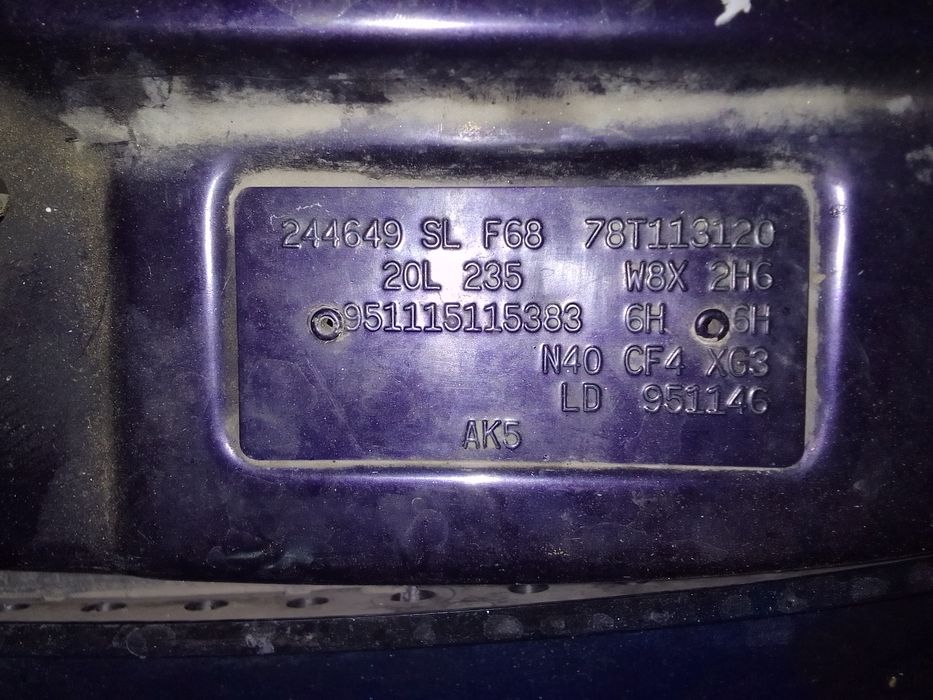 244649 SL F68 78T113120
20L 235 W8X 2H6
951115115383 6H 6H
N40 CF4 XG3
LD 951146
AK5